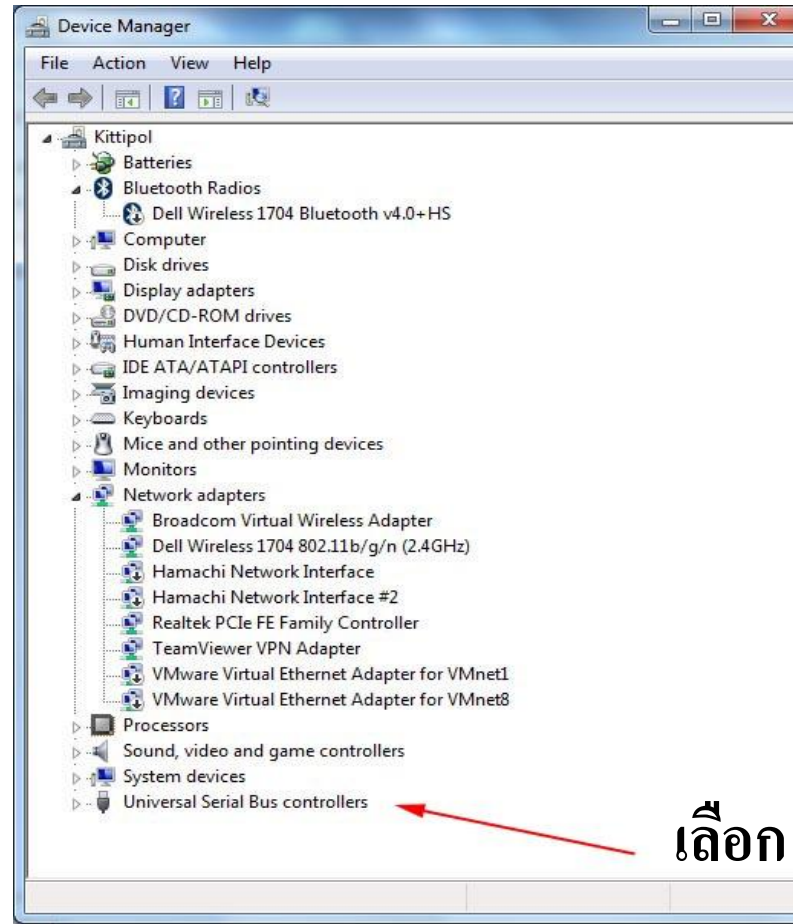 Device Manager
File Action View Help
Kittipol
Batteries
Bluetooth Radios
Dell Wireless 1704 Bluetooth v4.0+HS
Computer
Disk drives
Display adapters
DVD/CD-ROM drives
Human Interface Devices
IDE ATA/ATAPI controllers
Imaging devices
Keyboards
Mice and other pointing devices
Monitors
Network adapters
Broadcom Virtual Wireless Adapter
Dell Wireless 1704 802.11b/g/n (2.4GHz)
Hamachi Network Interface
Hamachi Network Interface #2
Realtek PCIe FE Family Controller
TeamViewer VPN Adapter
VMware Virtual Ethernet Adapter for VMnet1
VMware Virtual Ethernet Adapter for VMnet8
Processors
Sound, video and game controllers
System devices
Universal Serial Bus controllers
เลือก